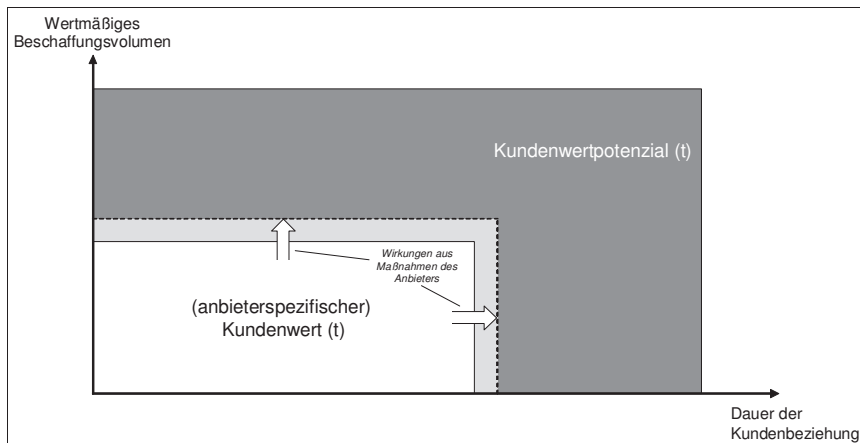 Wertmäßiges
Beschaffungsvolumen
Kundenwertpotenzial (t)
Wirkungen aus
Maßnahmen des
Anbieters
(anbieterspezifischer)
Kundenwert (t)
Dauer der
Kundenbeziehung